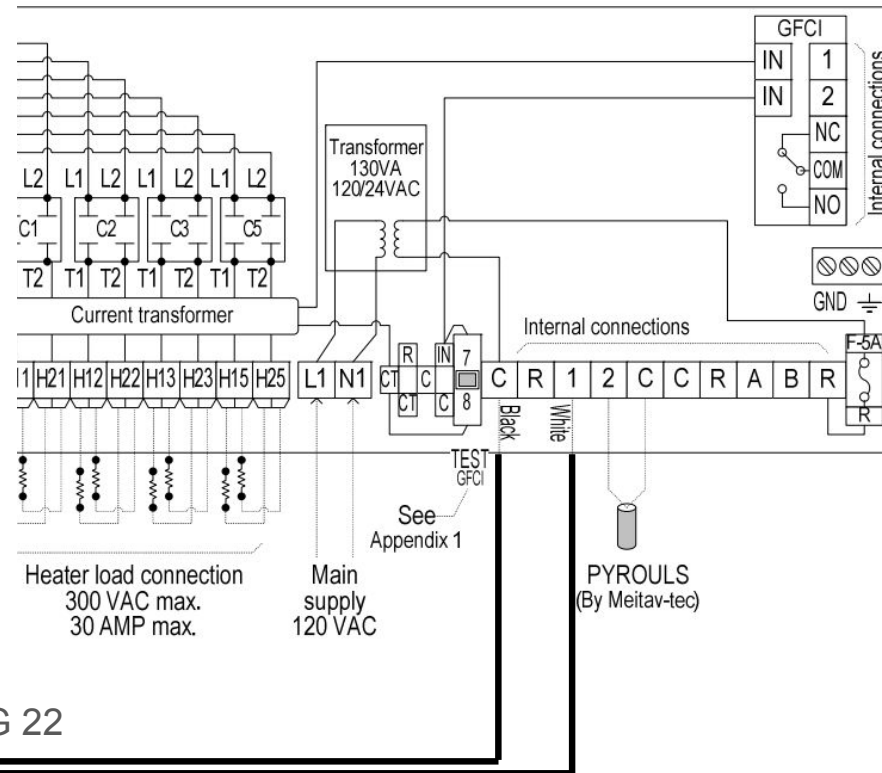 GFCI
IN 1
IN 2
NC
COM
NO
Internal connections
Transformer
130VA
120/24VAC
L2 L1 L2 L1 L2 L1 L2
C1 C2 C3 C5
T2 T1 T2 T1 T2 T1 T2
GND
Current transformer
Internal connections
F-5A
R IN 7
H21 H12 H22 H13 H23 H15 H25 L1 N1 CT C C R 1 2 C C R A B R
CT C 8
R
Black
White
TEST
GFCI
See
Appendix 1
Heater load connection
300 VAC max.
30 AMP max.
Main
supply
120 VAC
PYROULS
(By Meitav-tec)
G 22